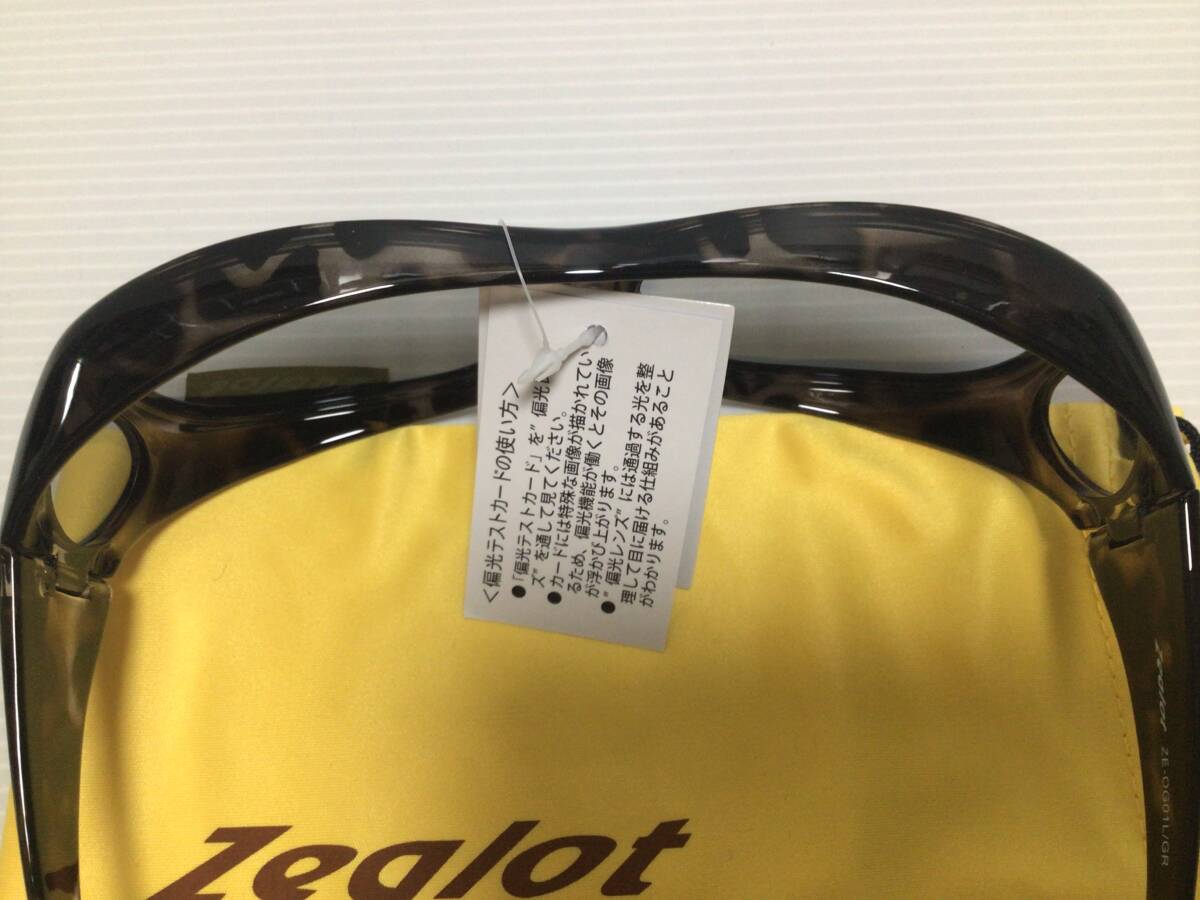 ＜偏光テストカードの使い方＞
●「偏光テストカード」を"偏光
ズ"を通して見てください。
●カードには特殊な画像が描かれてい
るため、偏光機能が働くとその画像
が浮かび上がります。
●"偏光レンズ"には通過する光を整
理して目に届ける仕組みがあること
がわかります。
Zealot
Zealot ZE-OG01L/GR